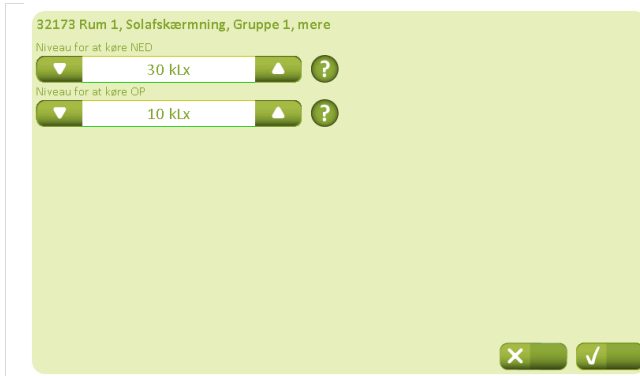 32173 Rum 1, Solafskærmning, Gruppe 1, mere
Niveau for at køre NED
30 kLx
?
Niveau for at køre OP
10 kLx
?